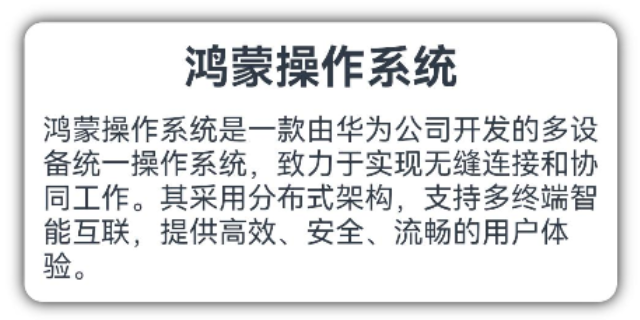 鸿蒙操作系统
鸿蒙操作系统是一款由华为公司开发的多设
备统一操作系统，致力于实现无缝连接和协
同工作。其采用分布式架构，支持多终端智
能互联，提供高效、安全、流畅的用户体
验。